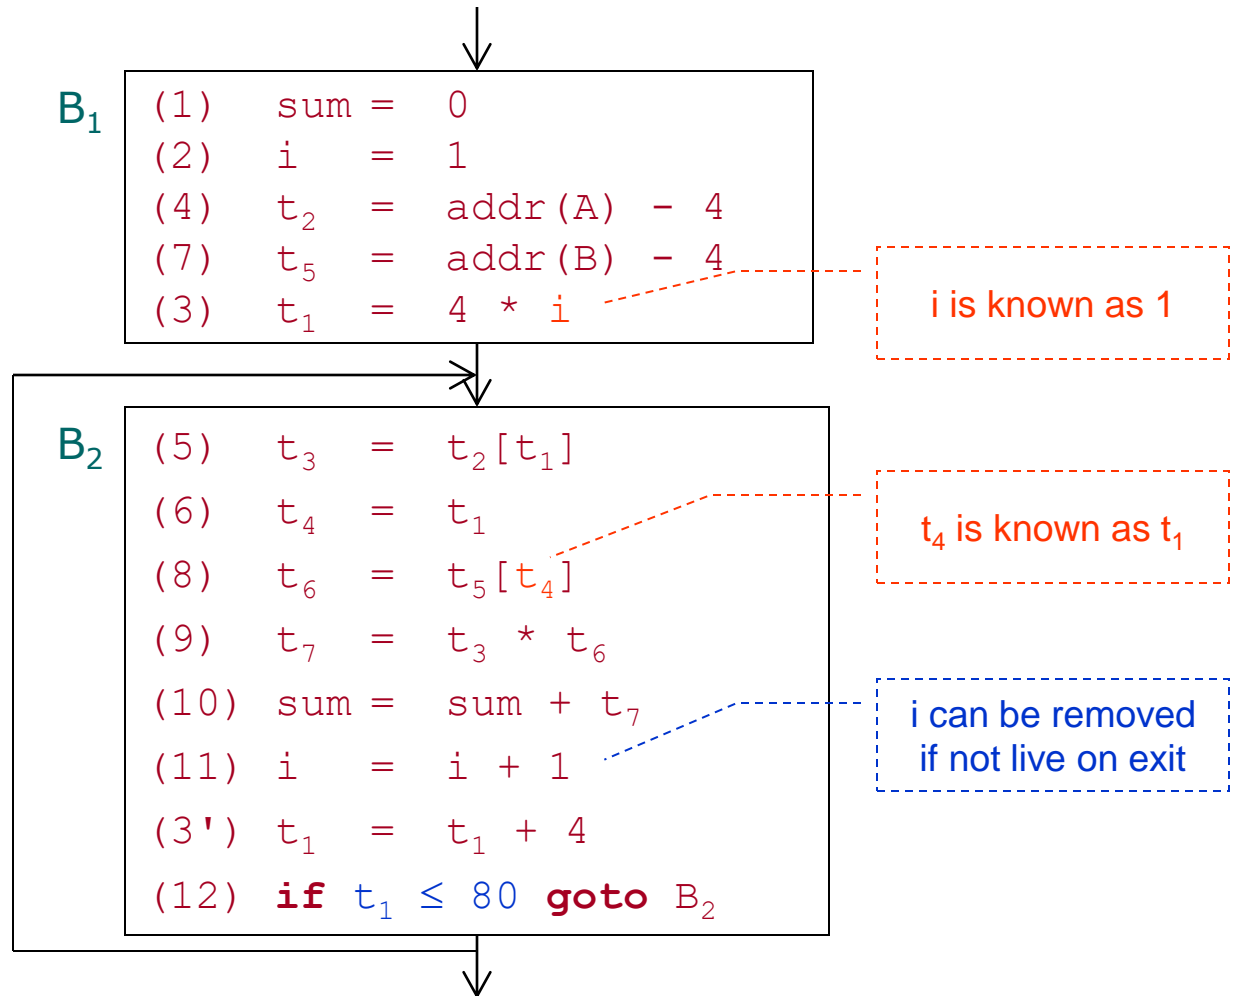 B₁
(1) sum = 0
(2) i = 1
(4) t₂ = addr(A) - 4
(7) t₅ = addr(B) - 4
(3) t₁ = 4 * i
i is known as 1
B₂
(5) t₃ = t₂[t₁]
(6) t₄ = t₁
(8) t₆ = t₅[t₄]
t₄ is known as t₁
(9) t₇ = t₃ * t₆
(10) sum = sum + t₇
(11) i = i + 1
i can be removed
if not live on exit
(3') t₁ = t₁ + 4
(12) if t₁ ≤ 80 goto B₂